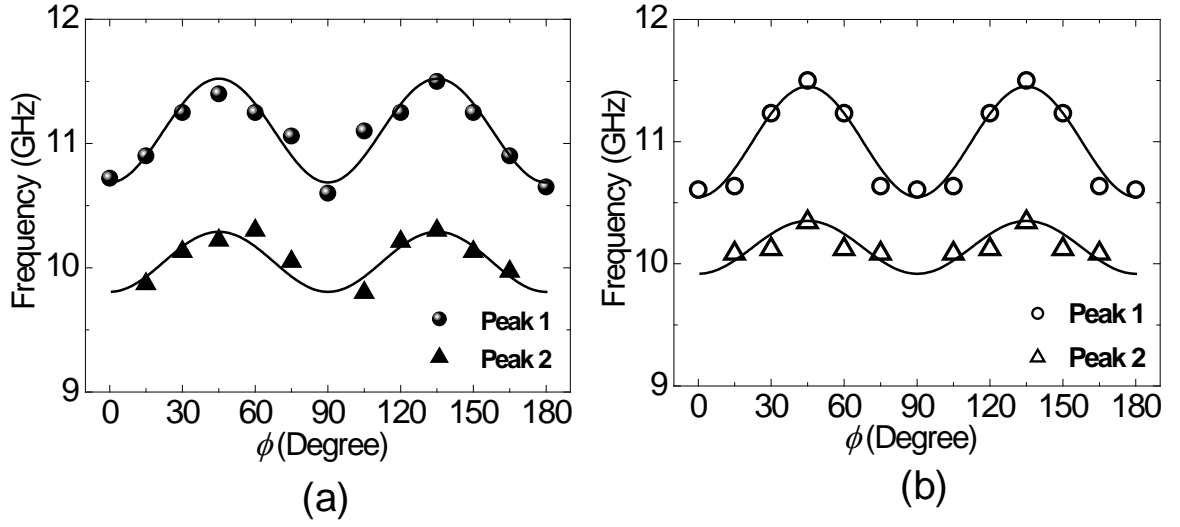 12
11
10
9
Frequency (GHz)
Peak 1
Peak 2
0 30 60 90 120 150 180
ϕ (Degree)
(a)
12
11
10
9
Frequency (GHz)
Peak 1
Peak 2
0 30 60 90 120 150 180
ϕ (Degree)
(b)